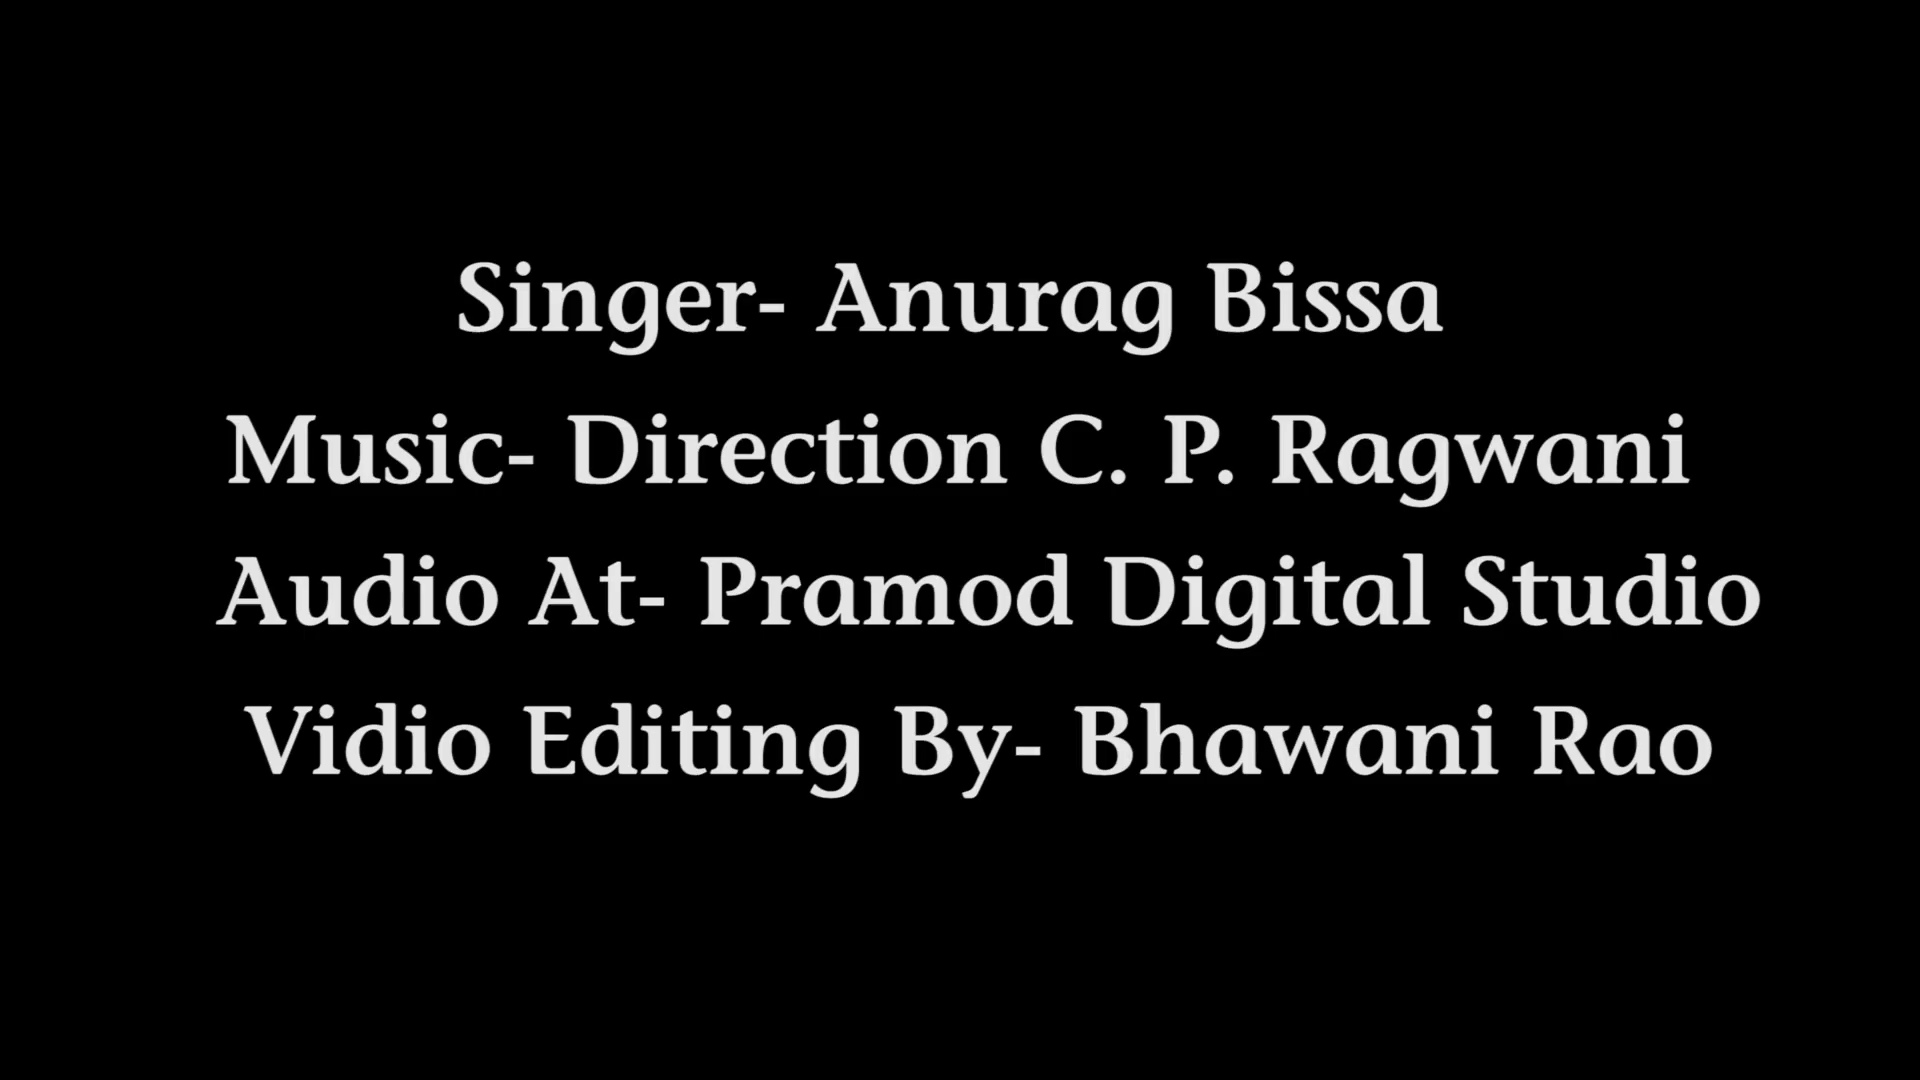 Singer- Anurag Bissa
Music- Direction C. P. Ragwani
Audio At- Pramod Digital Studio
Vidio Editing By- Bhawani Rao